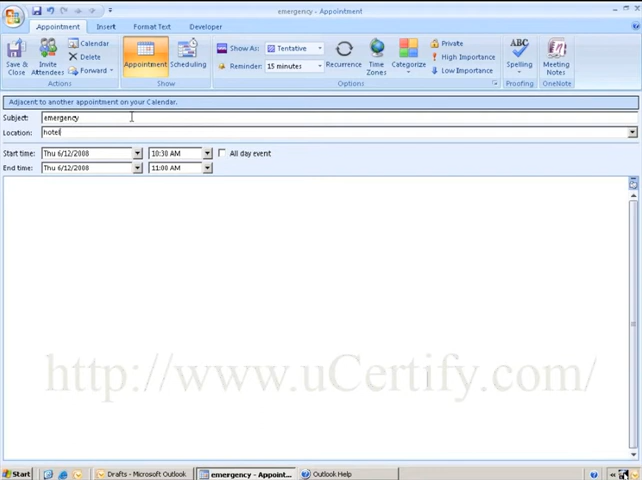 emergency - Appointment
Appointment Insert Format Text Developer
Save & Close
Invite Attendees
Calendar
Delete
Forward
Appointment
Scheduling
Show As: Tentative
Reminder: 15 minutes
Recurrence
Time Zones
Categorize
Private
High Importance
Low Importance
ABC
Spelling
Meeting Notes
Show
Options
Proofing
OneNote
Adjacent to another appointment on your Calendar.
Subject: emergency
Location: hotel
Start time: Thu 6/12/2008 10:30 AM All day event
End time: Thu 6/12/2008 11:00 AM
http://www.uCertify.com/
Start Drafts - Microsoft Outlook emergency - Appoint... Outlook Help